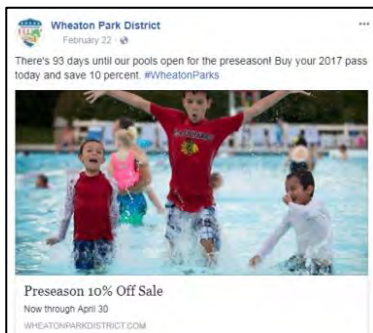 Wheaton Park District
February 22
There's 93 days until our pools open for the preseason! Buy your 2017 pass
today and save 10 percent. #WheatonParks
Preseason 10% Off Sale
Now through April 30
WHEATONPARKDISTRICT.COM